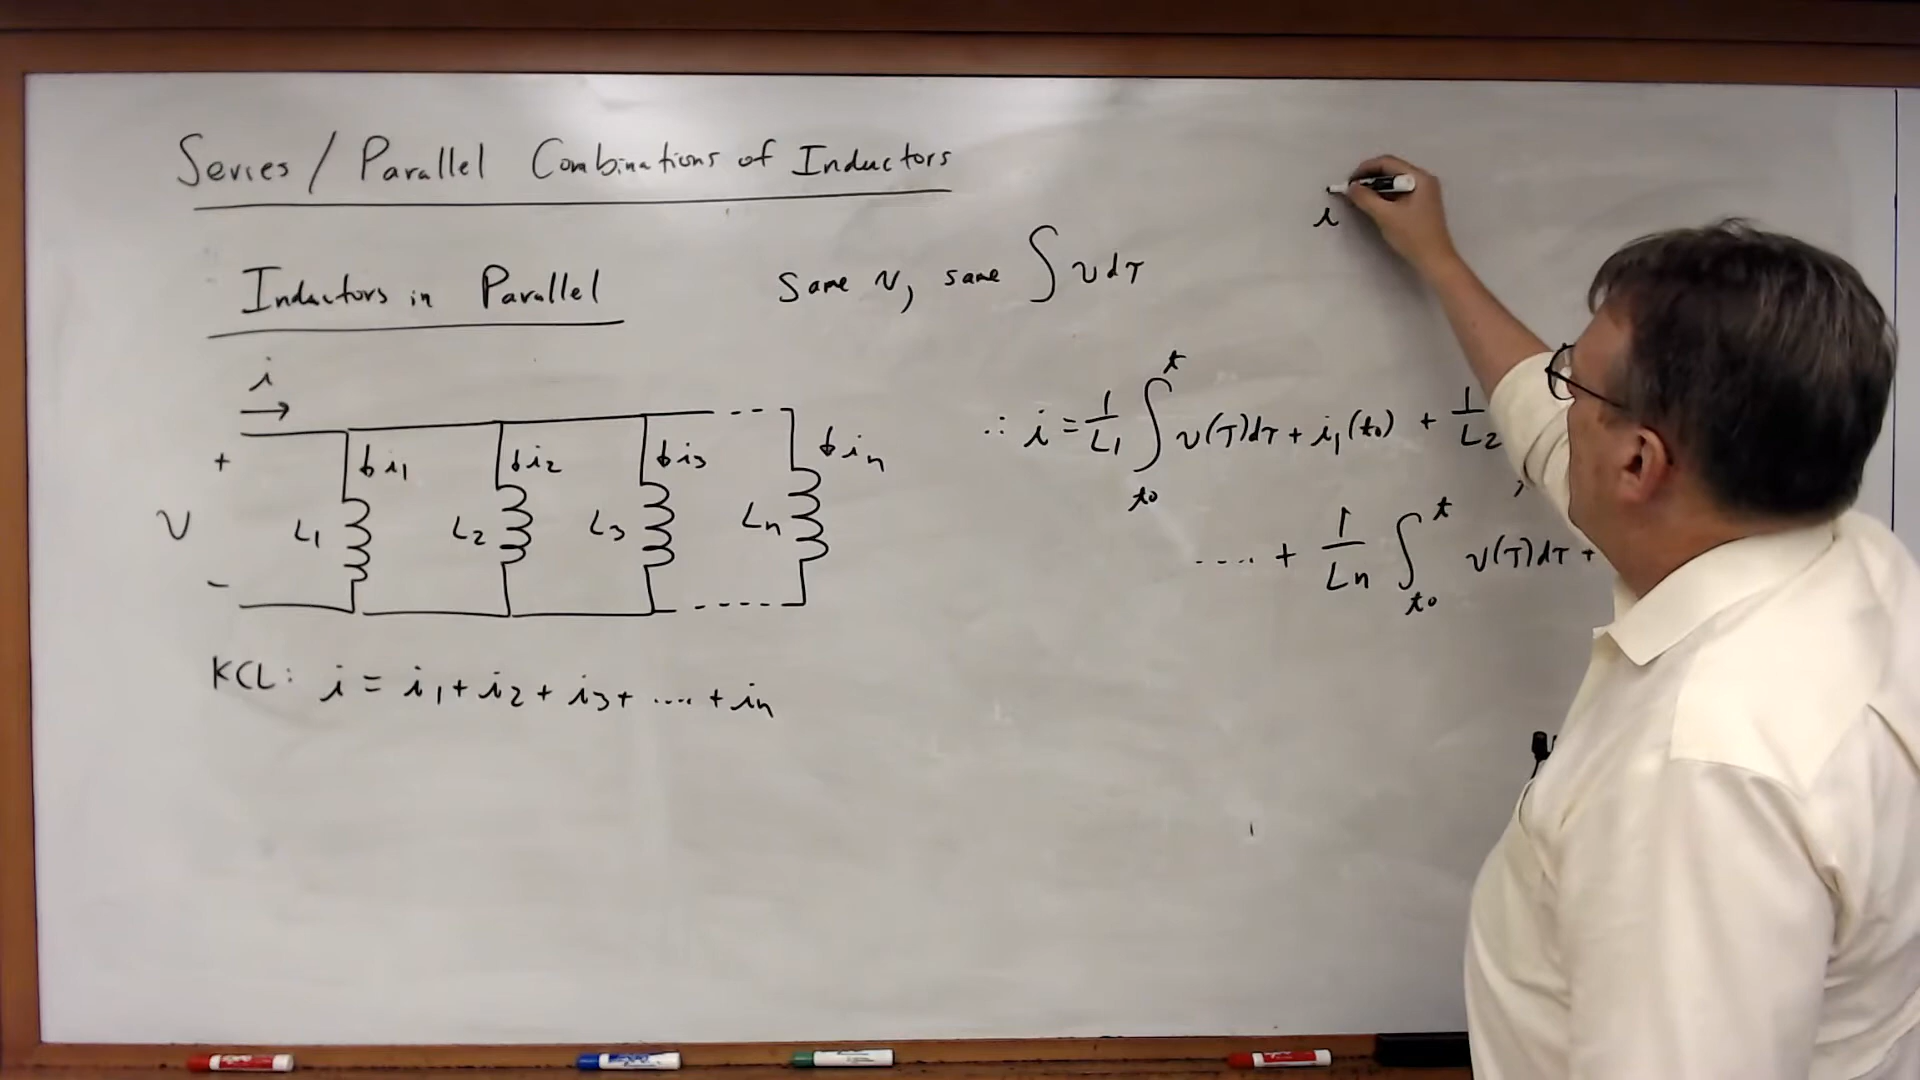 Series / Parallel Combinations of Inductors
i
Inductors in Parallel
Same v, same ∫ v dτ
i
+
v
-
L1
i1
L2
i2
L3
i3
Ln
in
∴ i = 1/L1 ∫ t t0 v(τ)dτ + i1(t0) + 1/L2
..... + 1/Ln ∫ t t0 v(τ)dτ +
KCL: i = i1 + i2 + i3 + .... + in
EXPO